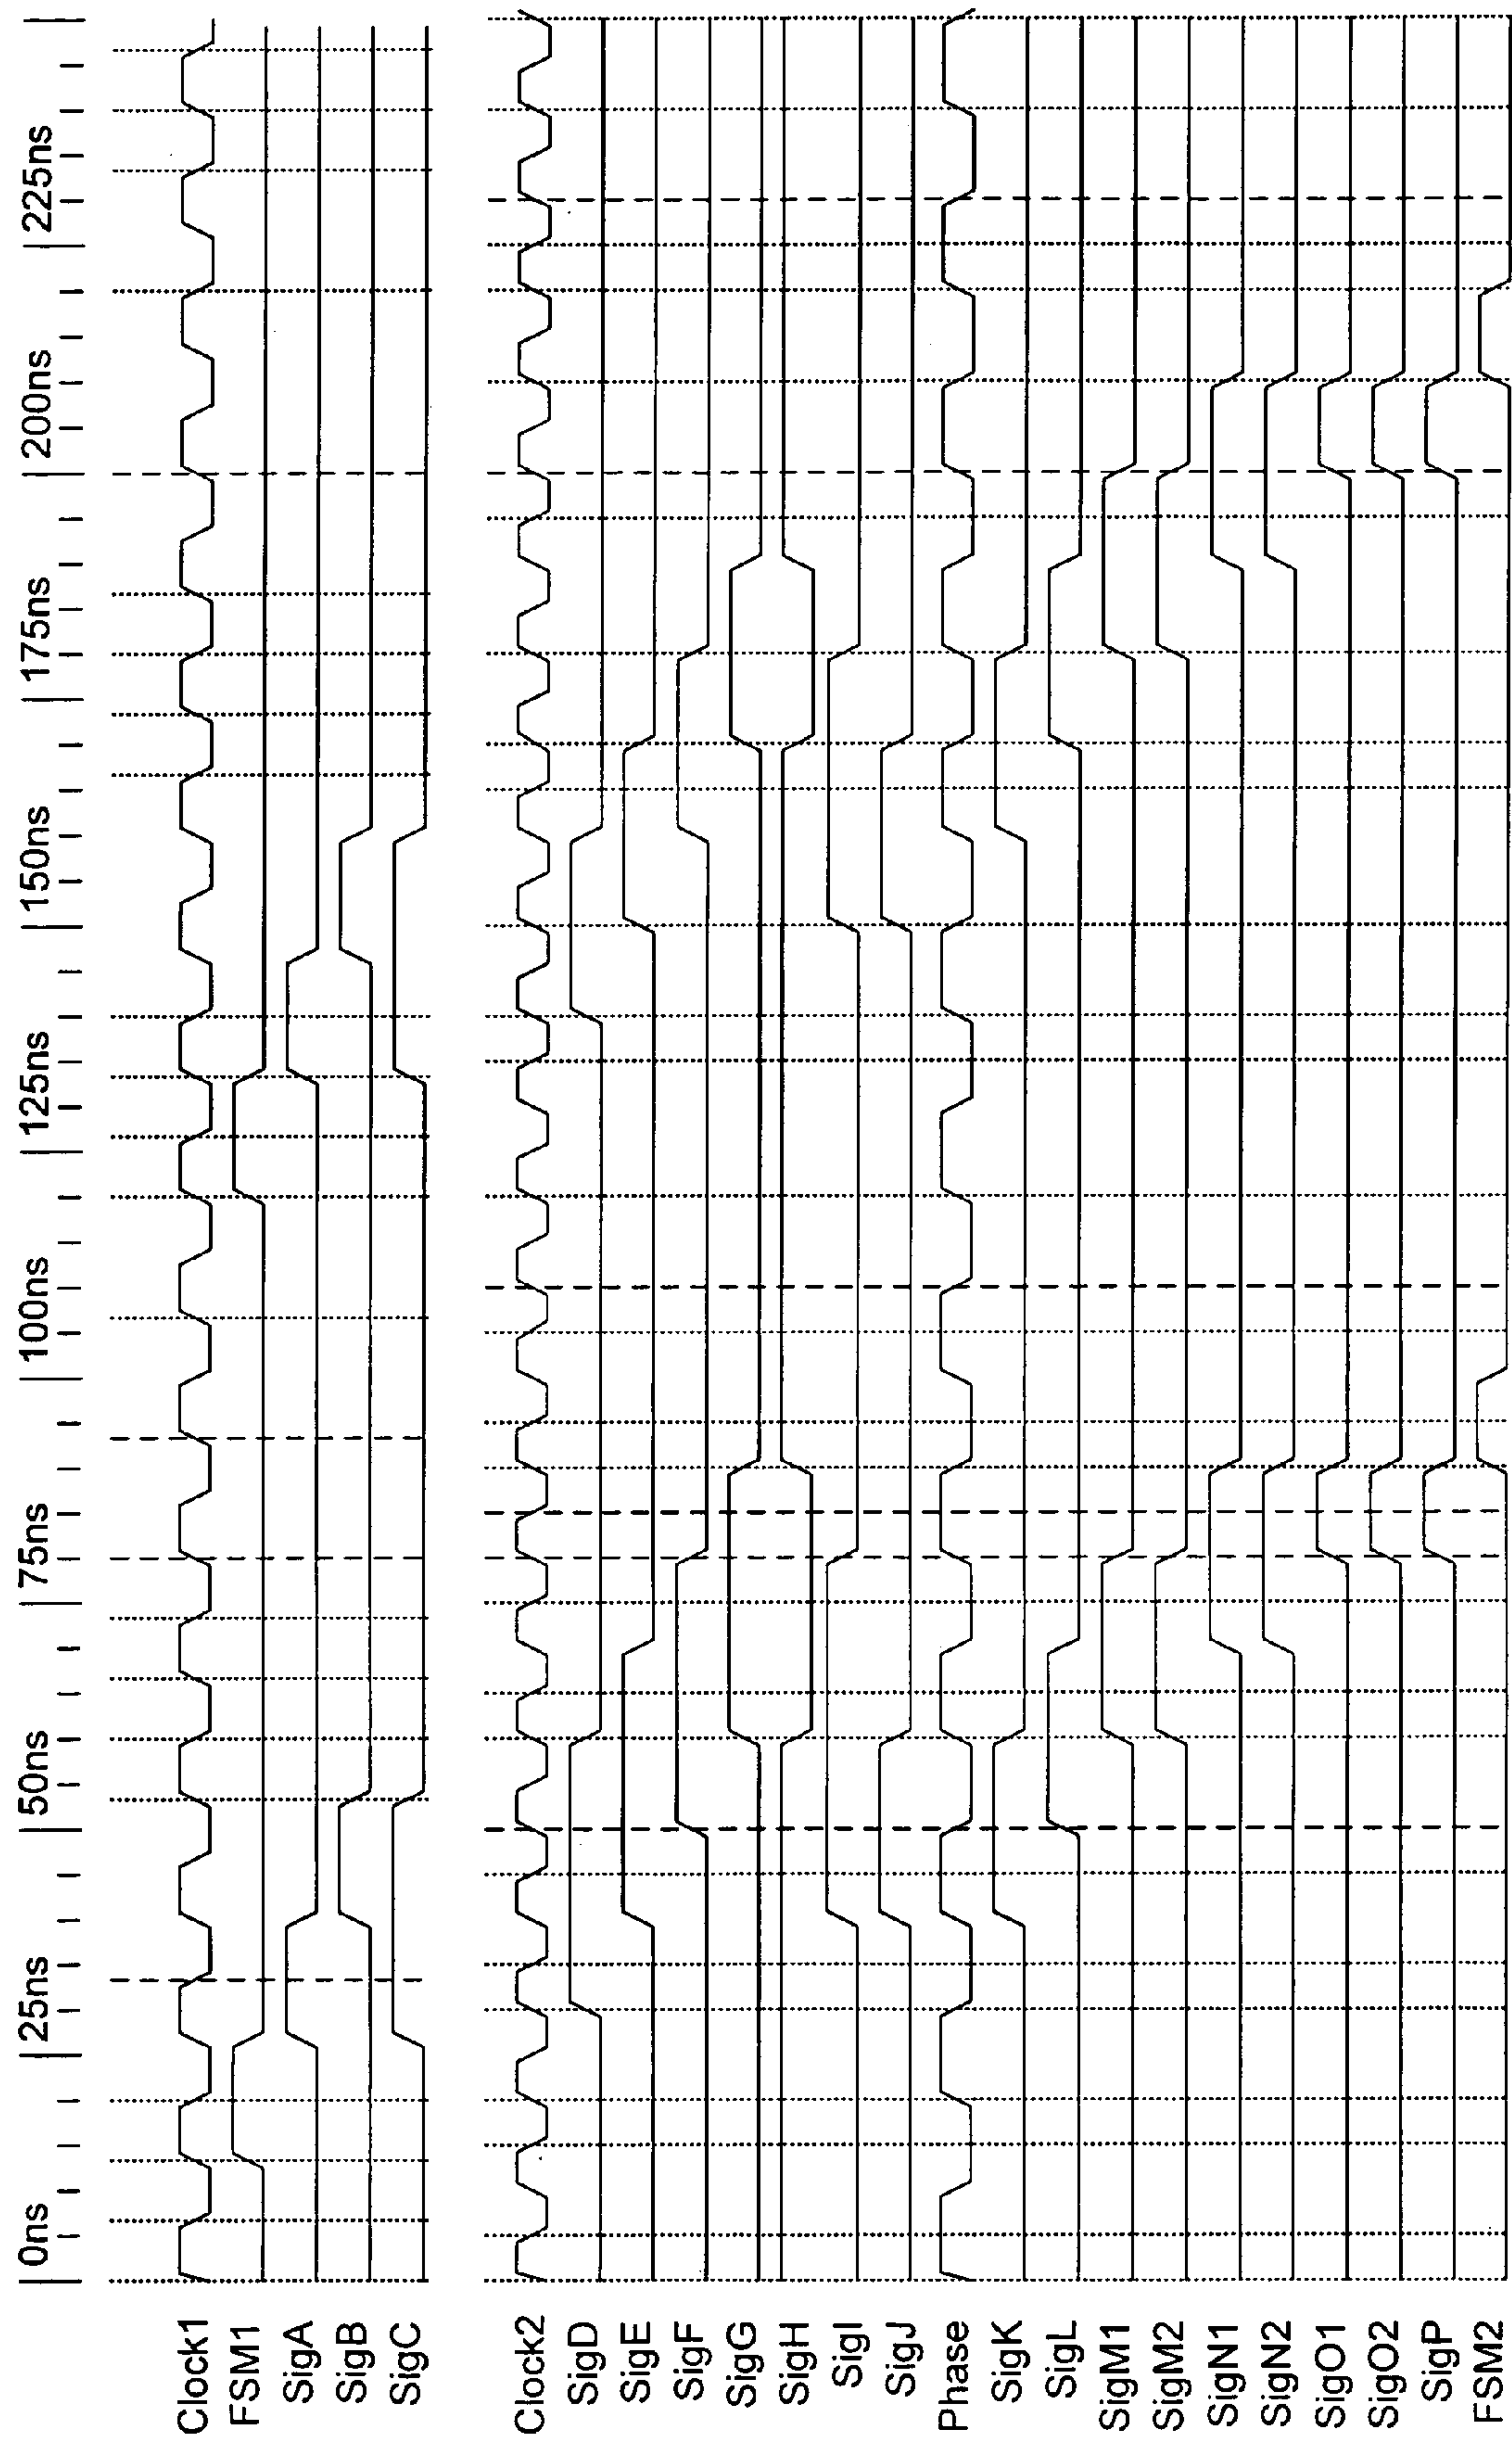 0ns 25ns 50ns 75ns 100ns 125ns 150ns 175ns 200ns 225ns
Clock1
FSM1
SigA
SigB
SigC
Clock2
SigD
SigE
SigF
SigG
SigH
SigI
SigJ
Phase
SigK
SigL
SigM1
SigM2
SigN1
SigN2
SigO1
SigO2
SigP
FSM2